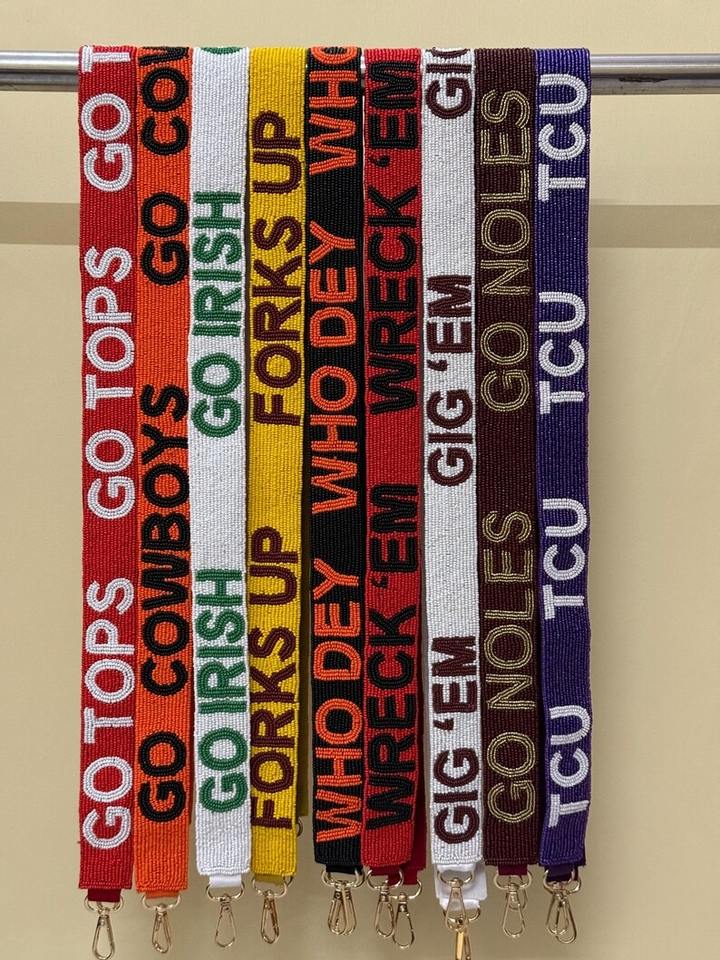 GO TOPS GO TOPS GO T
GO COWBOYS GO COW
GO IRISH GO IRISH
FORKS UP FORKS UP
WHO DEY WHO DEY WHO
WRECK ‘EM WRECK ‘EM
GIG ‘EM GIG ‘EM GIG
GO NOLES GO NOLES
TCU TCU TCU TCU